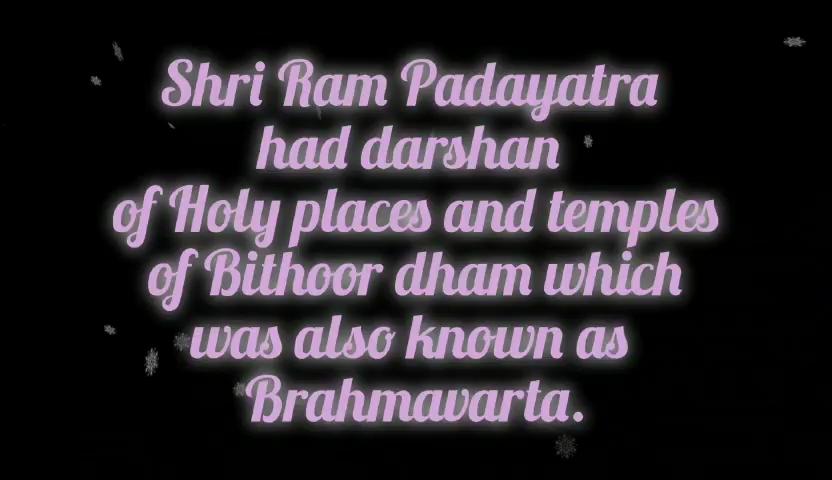 Shri Ram Padayatra
had darshan
of Holy places and temples
of Bithoor dham which
was also known as
Brahmavarta.